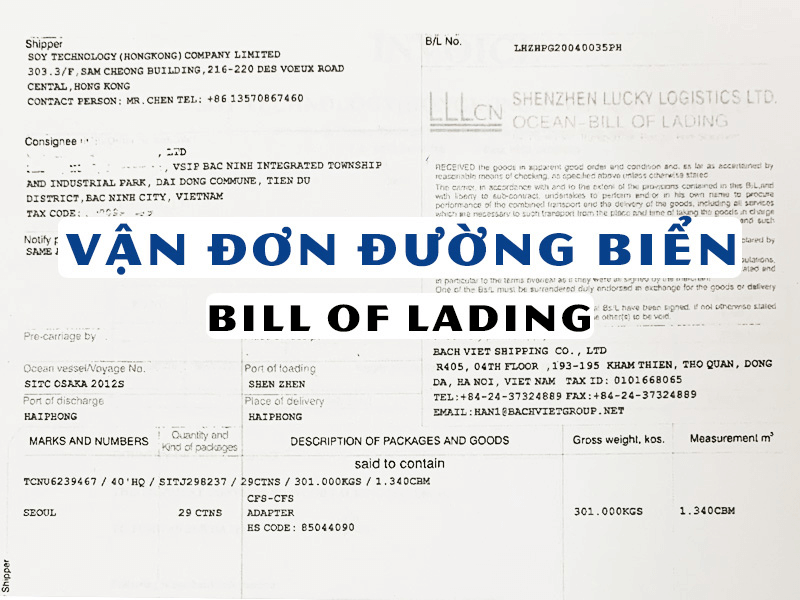 Shipper
SOY TECHNOLOGY (HONGKONG) COMPANY LIMITED
303.3/F, SAM CHEONG BUILDING, 216-220 DES VOEUX ROAD
CENTAL, HONG KONG
CONTACT PERSON: MR.CHEN TEL: +86 13570867460
B/L No.
LHZHPG20040035PH
LLLCN
SHENZHEN LUCKY LOGISTICS LTD.
OCEAN-BILL OF LADING
Consignee
, LTD
, VSIP BAC NINH INTEGRATED TOWNSHIP
AND INDUSTRIAL PARK, DAI DONG COMMUNE, TIEN DU
DISTRICT, BAC NINH CITY, VIETNAM
TAX CODE:
RECEIVED the goods in apparent good order and condition and, as far as ascertained by
reasonable means of checking, as specified above unless otherwise stated
The carrier, in accordance with and to the extent of the provisions contained in this B/L, and
with liberty to sub-contract, undertakes to perform and/or in his own name to procure
performance of the combined transport and the delivery of the goods, including all services
which are necessary to such transport from the place and time of taking the goods in charge
and such
Notify
SAME
VẬN ĐƠN ĐƯỜNG BIỂN
BILL OF LADING
in particular to the terms overleaf as if they were all signed by the merchant.
One of the Bs/L must be surrendered duly endorsed in exchange for the goods or delivery
Bs/L have been signed, if not otherwise stated
other(s) to be void.
Pre-carriage by
BACH VIET SHIPPING CO., LTD
R405, 04TH FLOOR ,193-195 KHAM THIEN, THO QUAN, DONG
DA, HA NOI, VIET NAM TAX ID: 0101668065
TEL:+84-24-37324889 FAX:+84-24-37324889
EMAIL:HAN1@BACHVIETGROUP.NET
Ocean vessel/Voyage No.
SITC OSAKA 2012S
Port of loading
SHEN ZHEN
Port of discharge
HAIPHONG
Place of delivery
HAIPHONG
MARKS AND NUMBERS
Quantity and
Kind of packages
DESCRIPTION OF PACKAGES AND GOODS
Gross weight, kos.
Measurement m³
said to contain
TCNU6239467 / 40'HQ / SITJ298237 / 29CTNS / 301.000KGS / 1.340CBM
CFS-CFS
SEOUL 29 CTNS ADAPTER 301.000KGS 1.340CBM
HS CODE: 85044090
Shipper